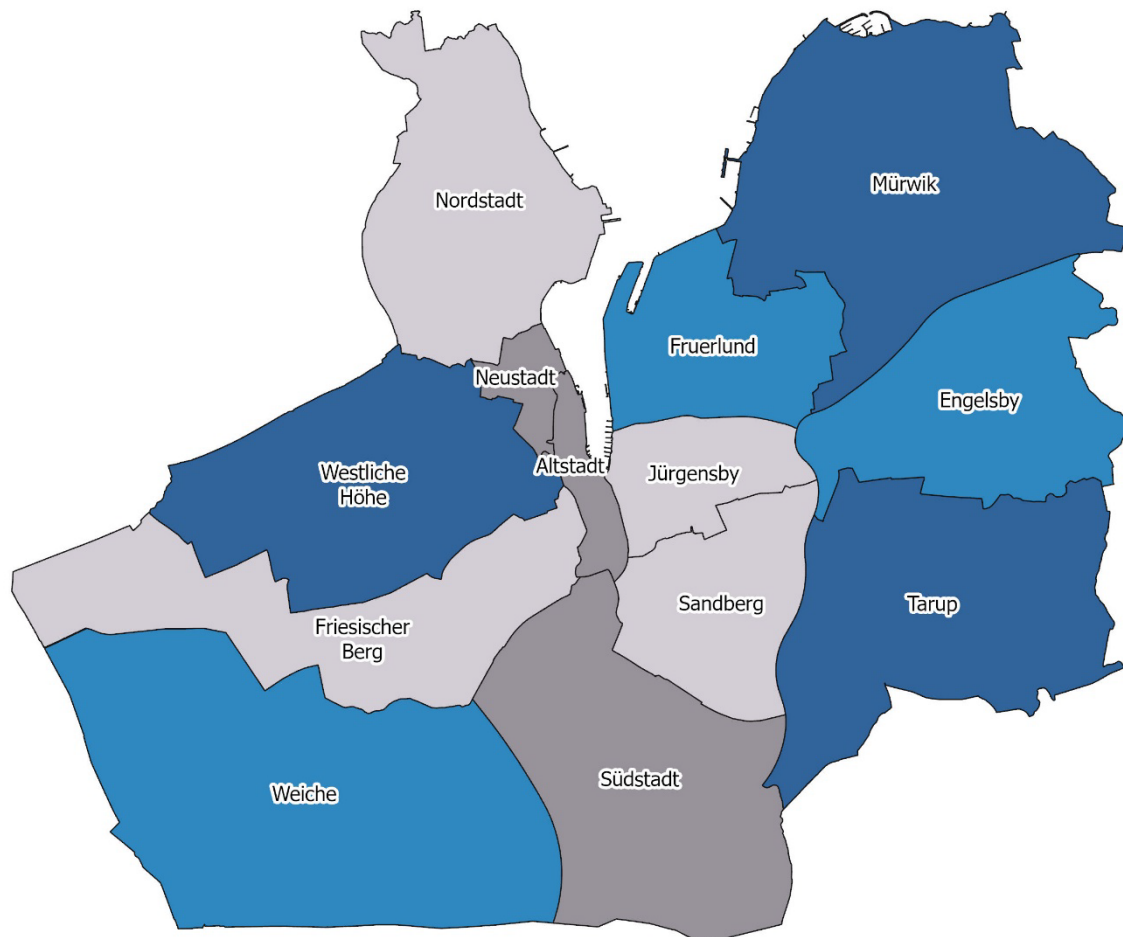 Mürwik
Nordstadt
Fruerlund
Neustadt
Engelsby
Altstadt
Jürgensby
Westliche
Höhe
Sandberg
Tarup
Friesischer
Berg
Südstadt
Weiche